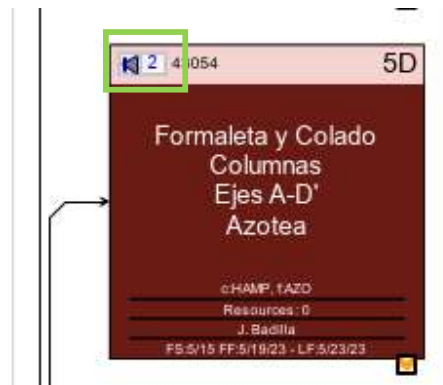 2 43054 5D
Formaleta y Colado
Columnas
Ejes A-D'
Azotea
c:HAMP, f:AZO
Resources: 0
J. Badilla
FS:5/15 FF:5/19/23 - LF:5/23/23